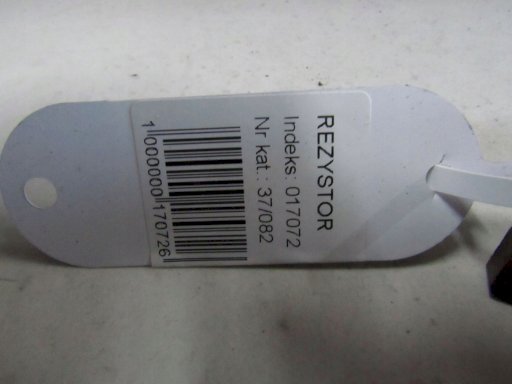 REZYSTOR
Indeks: 017072
Nr kat.: 37/082
1000000170726